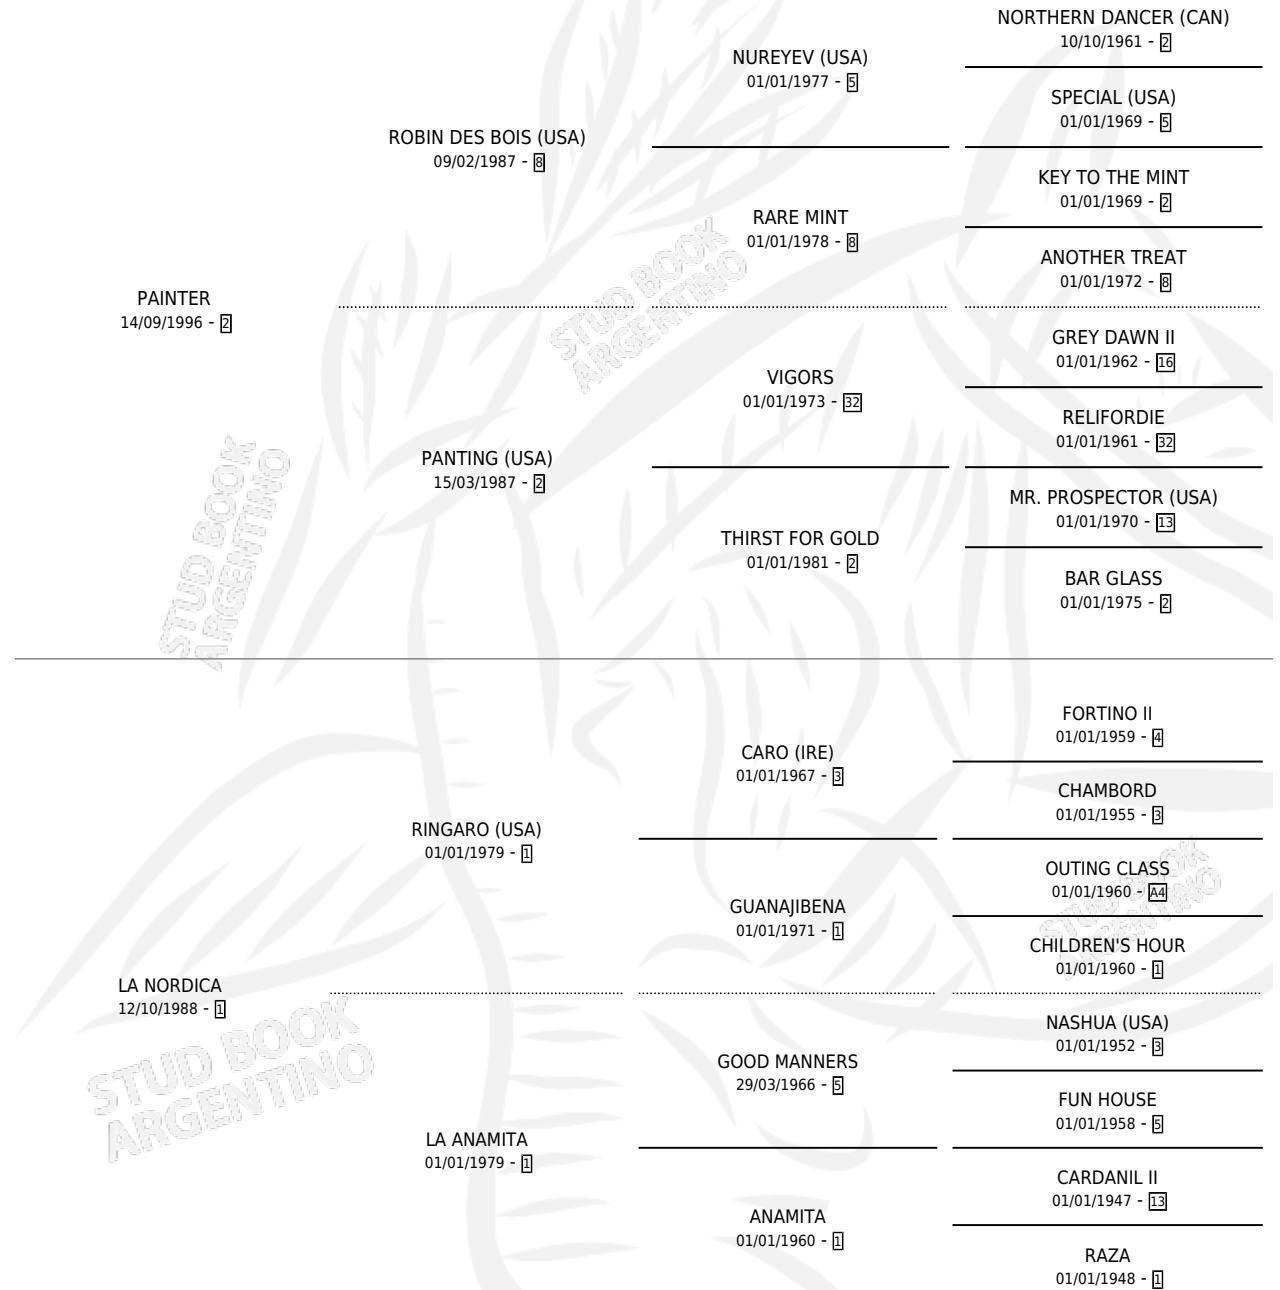 NORTHERN DANCER (CAN)
10/10/1961 - 2
NUREYEV (USA)
01/01/1977 - 5
SPECIAL (USA)
01/01/1969 - 5
ROBIN DES BOIS (USA)
09/02/1987 - 8
KEY TO THE MINT
01/01/1969 - 2
RARE MINT
01/01/1978 - 8
ANOTHER TREAT
01/01/1972 - 8
PAINTER
14/09/1996 - 2
GREY DAWN II
01/01/1962 - 16
VIGORS
01/01/1973 - 32
RELIFORDIE
01/01/1961 - 32
PANTING (USA)
15/03/1987 - 2
MR. PROSPECTOR (USA)
01/01/1970 - 13
THIRST FOR GOLD
01/01/1981 - 2
BAR GLASS
01/01/1975 - 2
FORTINO II
01/01/1959 - 4
CARO (IRE)
01/01/1967 - 3
CHAMBORD
01/01/1955 - 3
RINGARO (USA)
01/01/1979 - 1
OUTING CLASS
01/01/1960 - A4
GUANAJIBENA
01/01/1971 - 1
CHILDREN'S HOUR
01/01/1960 - 1
LA NORDICA
12/10/1988 - 1
NASHUA (USA)
01/01/1952 - 3
GOOD MANNERS
29/03/1966 - 5
FUN HOUSE
01/01/1958 - 5
LA ANAMITA
01/01/1979 - 1
CARDANIL II
01/01/1947 - 13
ANAMITA
01/01/1960 - 1
RAZA
01/01/1948 - 1
STUD BOOK
ARGENTINO
STUD BOOK
ARGENTINO
STUD BOOK
ARGENTINO
STUD BOOK
ARGENTINO